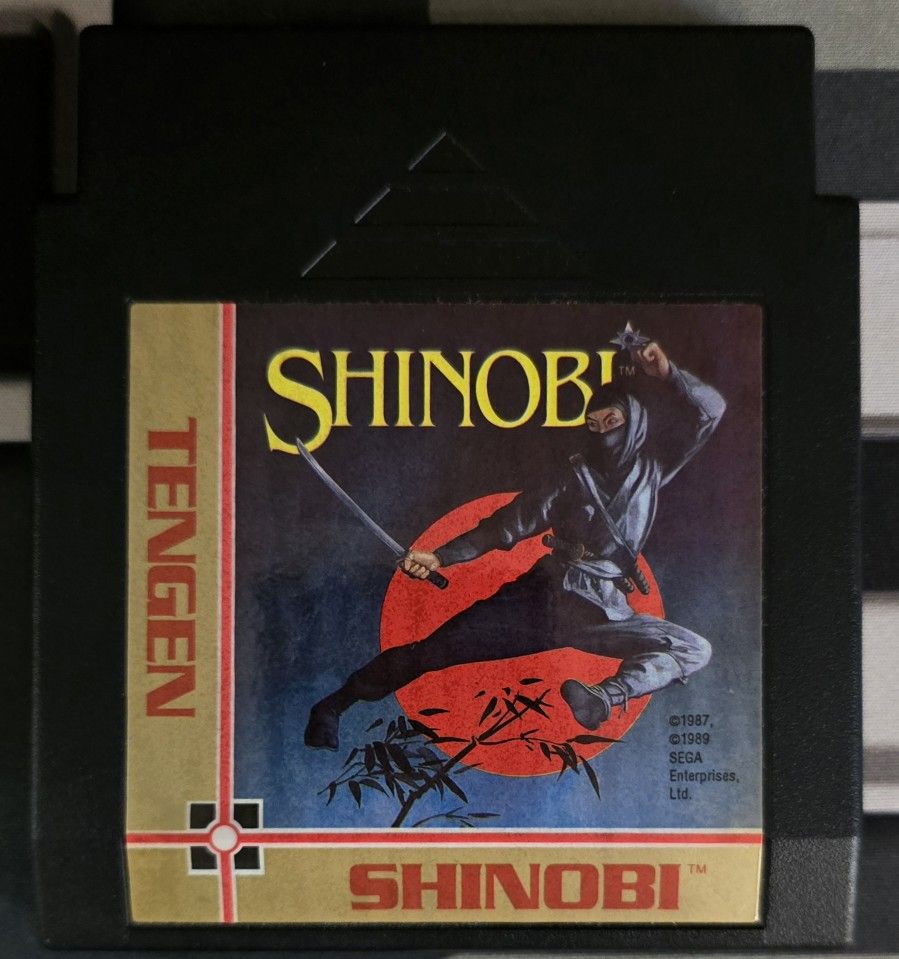 SHINOBI™
TENGEN
©1987,
©1989
SEGA
Enterprises,
Ltd.
SHINOBI™